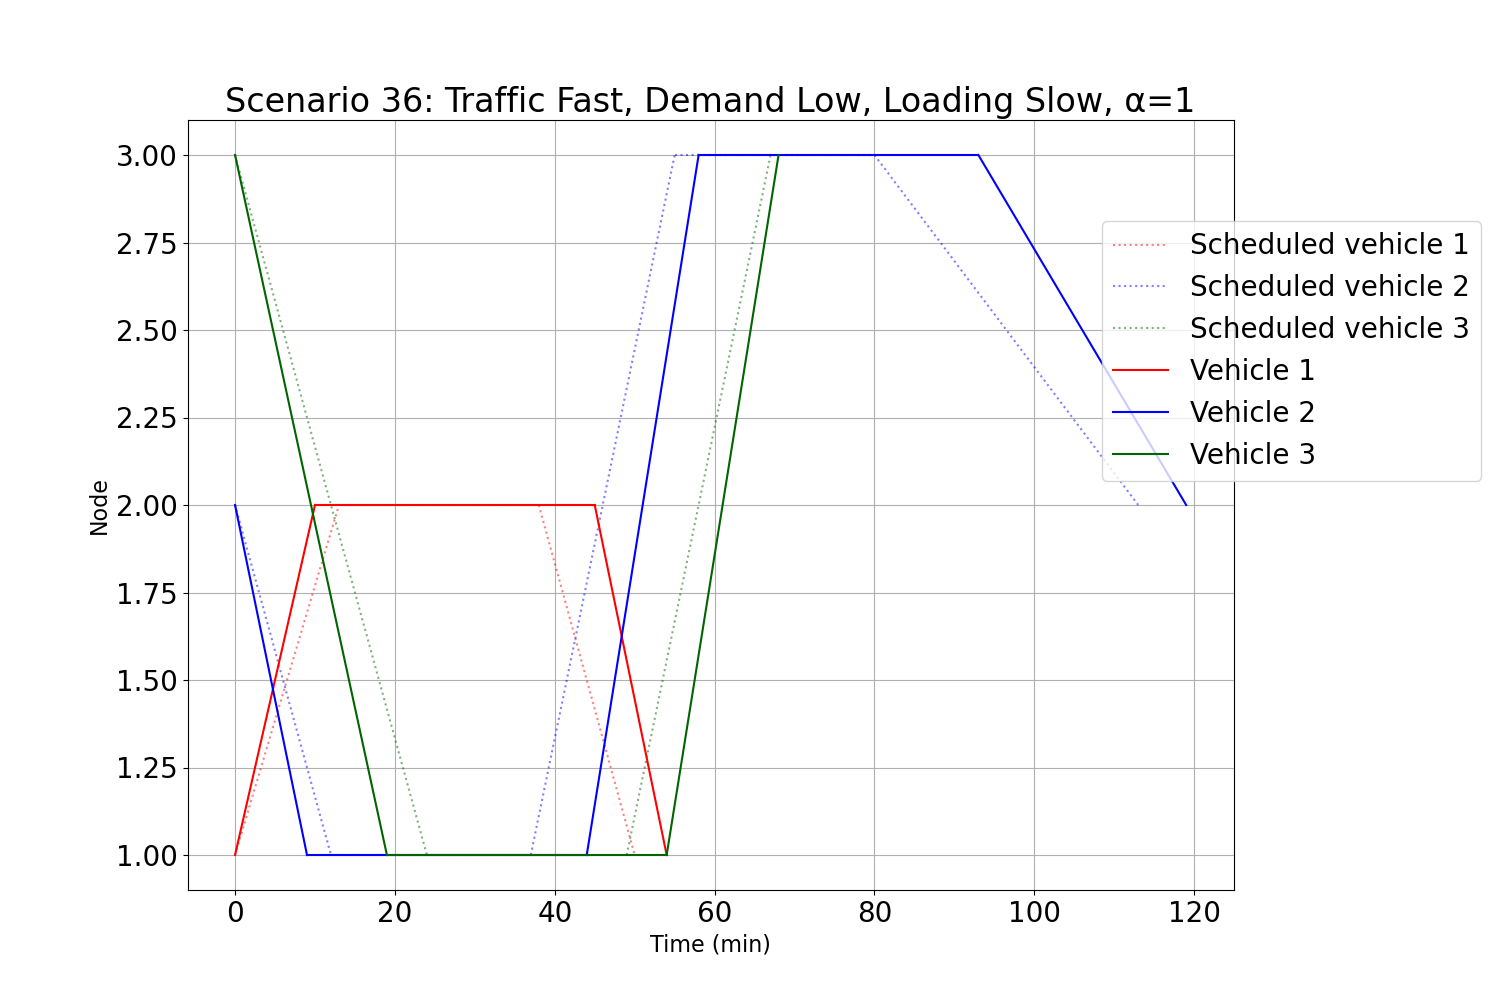 Scenario 36: Traffic Fast, Demand Low, Loading Slow, α=1
3.00
2.75
2.50
2.25
2.00
1.75
1.50
1.25
1.00
Node
0 20 40 60 80 100 120
Time (min)
Scheduled vehicle 1
Scheduled vehicle 2
Scheduled vehicle 3
Vehicle 1
Vehicle 2
Vehicle 3